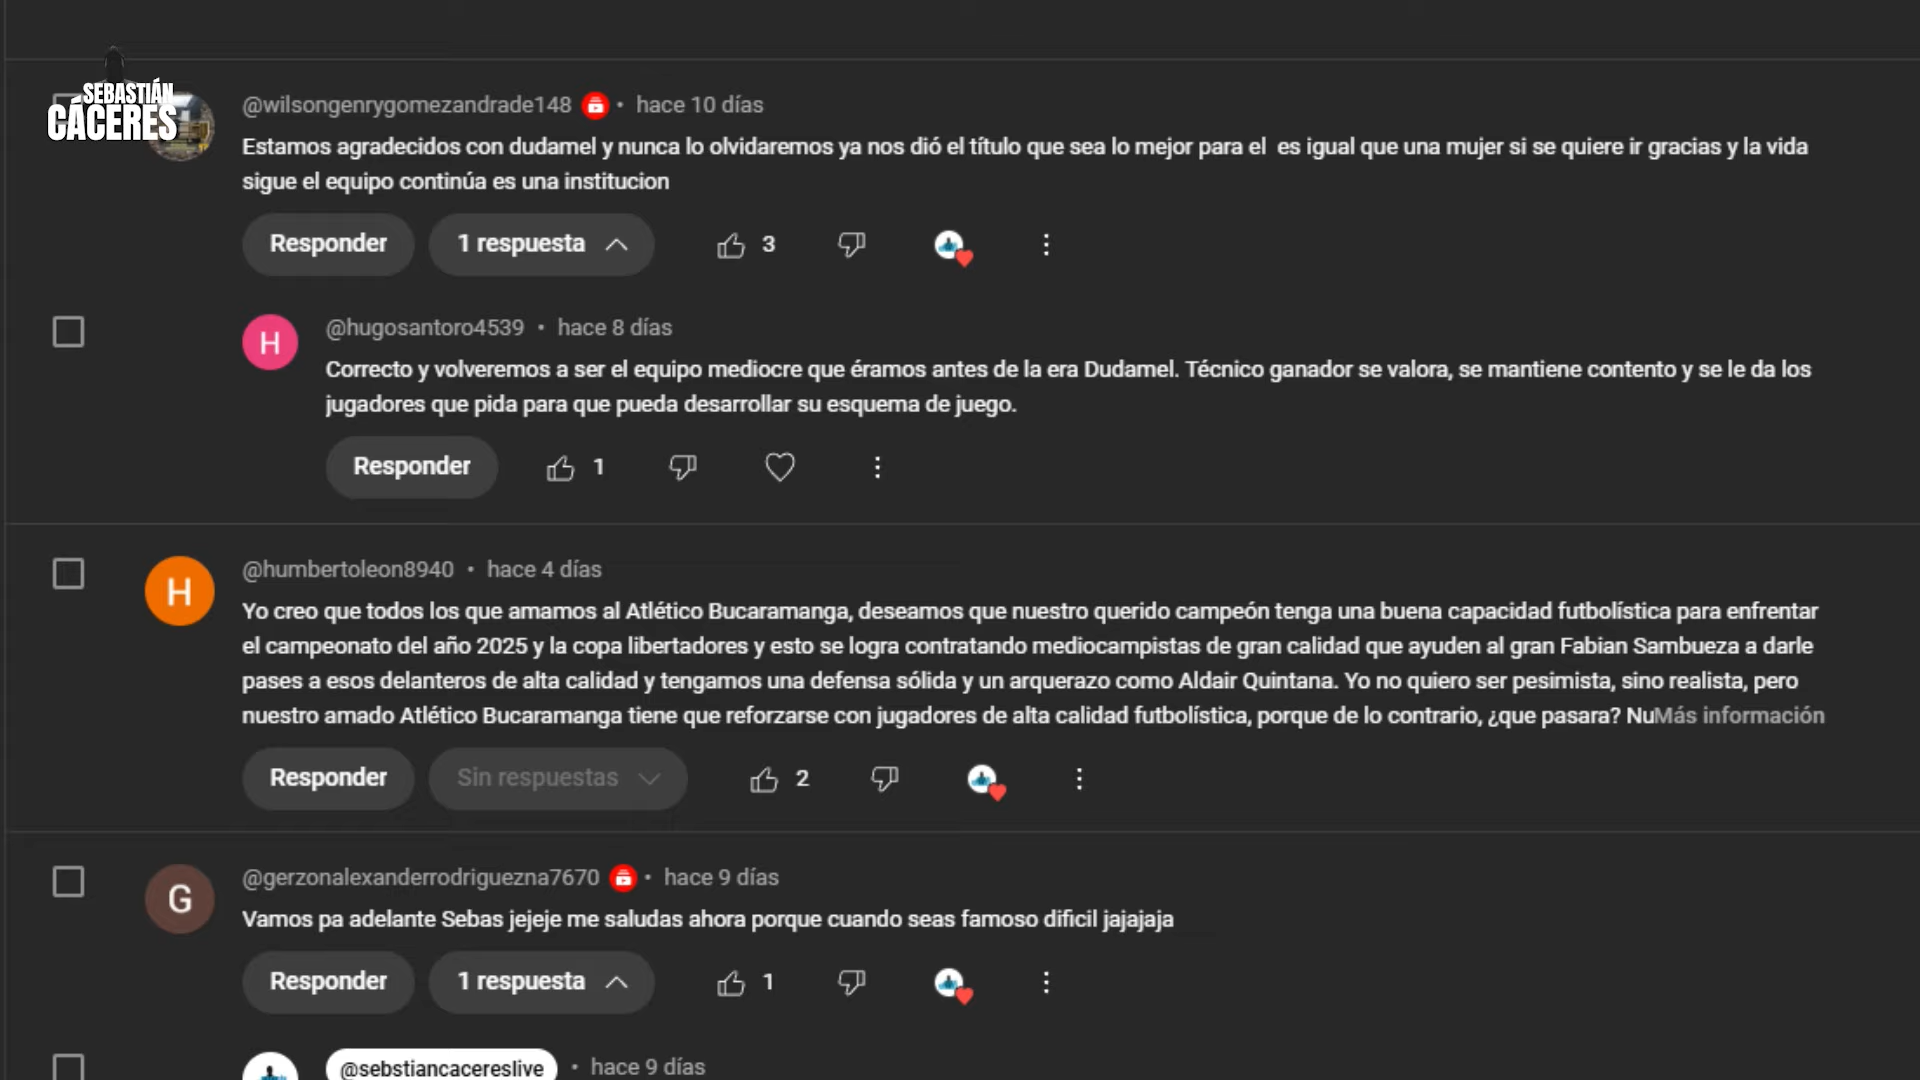 SEBASTIÁN
CÁCERES
@wilsongenrygomezandrade148 • hace 10 días
Estamos agradecidos con dudamel y nunca lo olvidaremos ya nos dió el título que sea lo mejor para el es igual que una mujer si se quiere ir gracias y la vida
sigue el equipo continúa es una institucion
Responder 1 respuesta 3
H @hugosantoro4539 • hace 8 días
Correcto y volveremos a ser el equipo mediocre que éramos antes de la era Dudamel. Técnico ganador se valora, se mantiene contento y se le da los
jugadores que pida para que pueda desarrollar su esquema de juego.
Responder 1
H @humbertoleon8940 • hace 4 días
Yo creo que todos los que amamos al Atlético Bucaramanga, deseamos que nuestro querido campeón tenga una buena capacidad futbolística para enfrentar
el campeonato del año 2025 y la copa libertadores y esto se logra contratando mediocampistas de gran calidad que ayuden al gran Fabian Sambueza a darle
pases a esos delanteros de alta calidad y tengamos una defensa sólida y un arquerazo como Aldair Quintana. Yo no quiero ser pesimista, sino realista, pero
nuestro amado Atlético Bucaramanga tiene que reforzarse con jugadores de alta calidad futbolística, porque de lo contrario, ¿que pasara? NuMás información
Responder Sin respuestas 2
G @gerzonalexanderrodriguezna7670 • hace 9 días
Vamos pa adelante Sebas jejeje me saludas ahora porque cuando seas famoso dificil jajajaja
Responder 1 respuesta 1
@sebstiancacereslive • hace 9 días